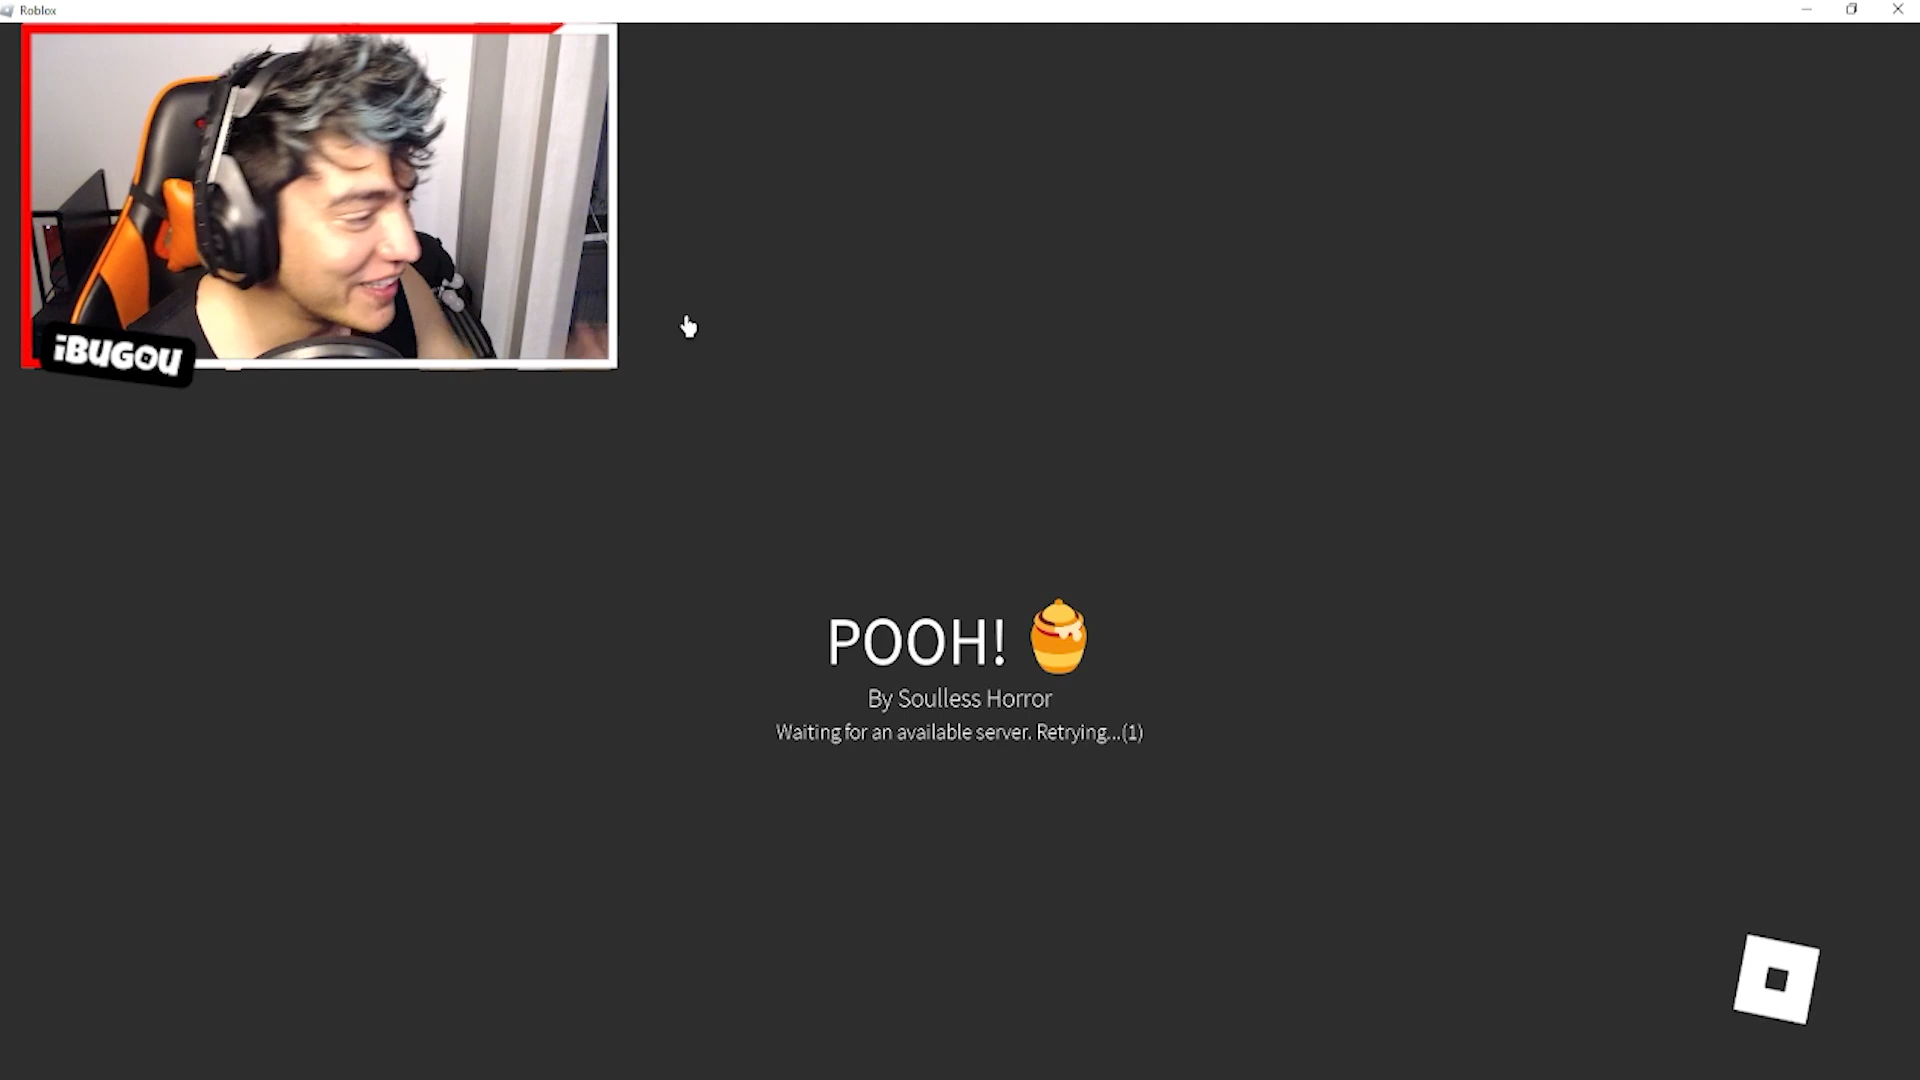 Roblox
iBUGOU
POOH! 🍯
By Soulless Horror
Waiting for an available server. Retrying...(1)